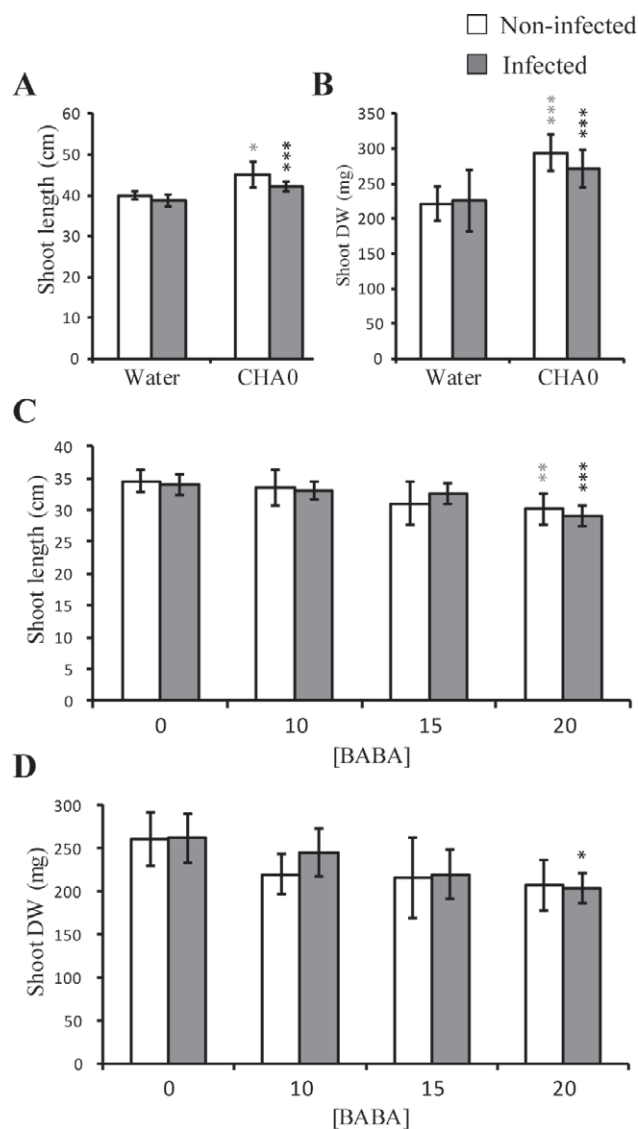 Non-infected
Infected
A
B
Shoot length (cm)
60
50
40
30
20
10
0
*
***
Water
CHA0
Shoot DW (mg)
350
300
250
200
150
100
50
0
***
***
Water
CHA0
C
Shoot length (cm)
40
35
30
25
20
15
10
5
0
**
***
0
10
15
20
[BABA]
D
Shoot DW (mg)
300
250
200
150
100
50
0
*
0
10
15
20
[BABA]